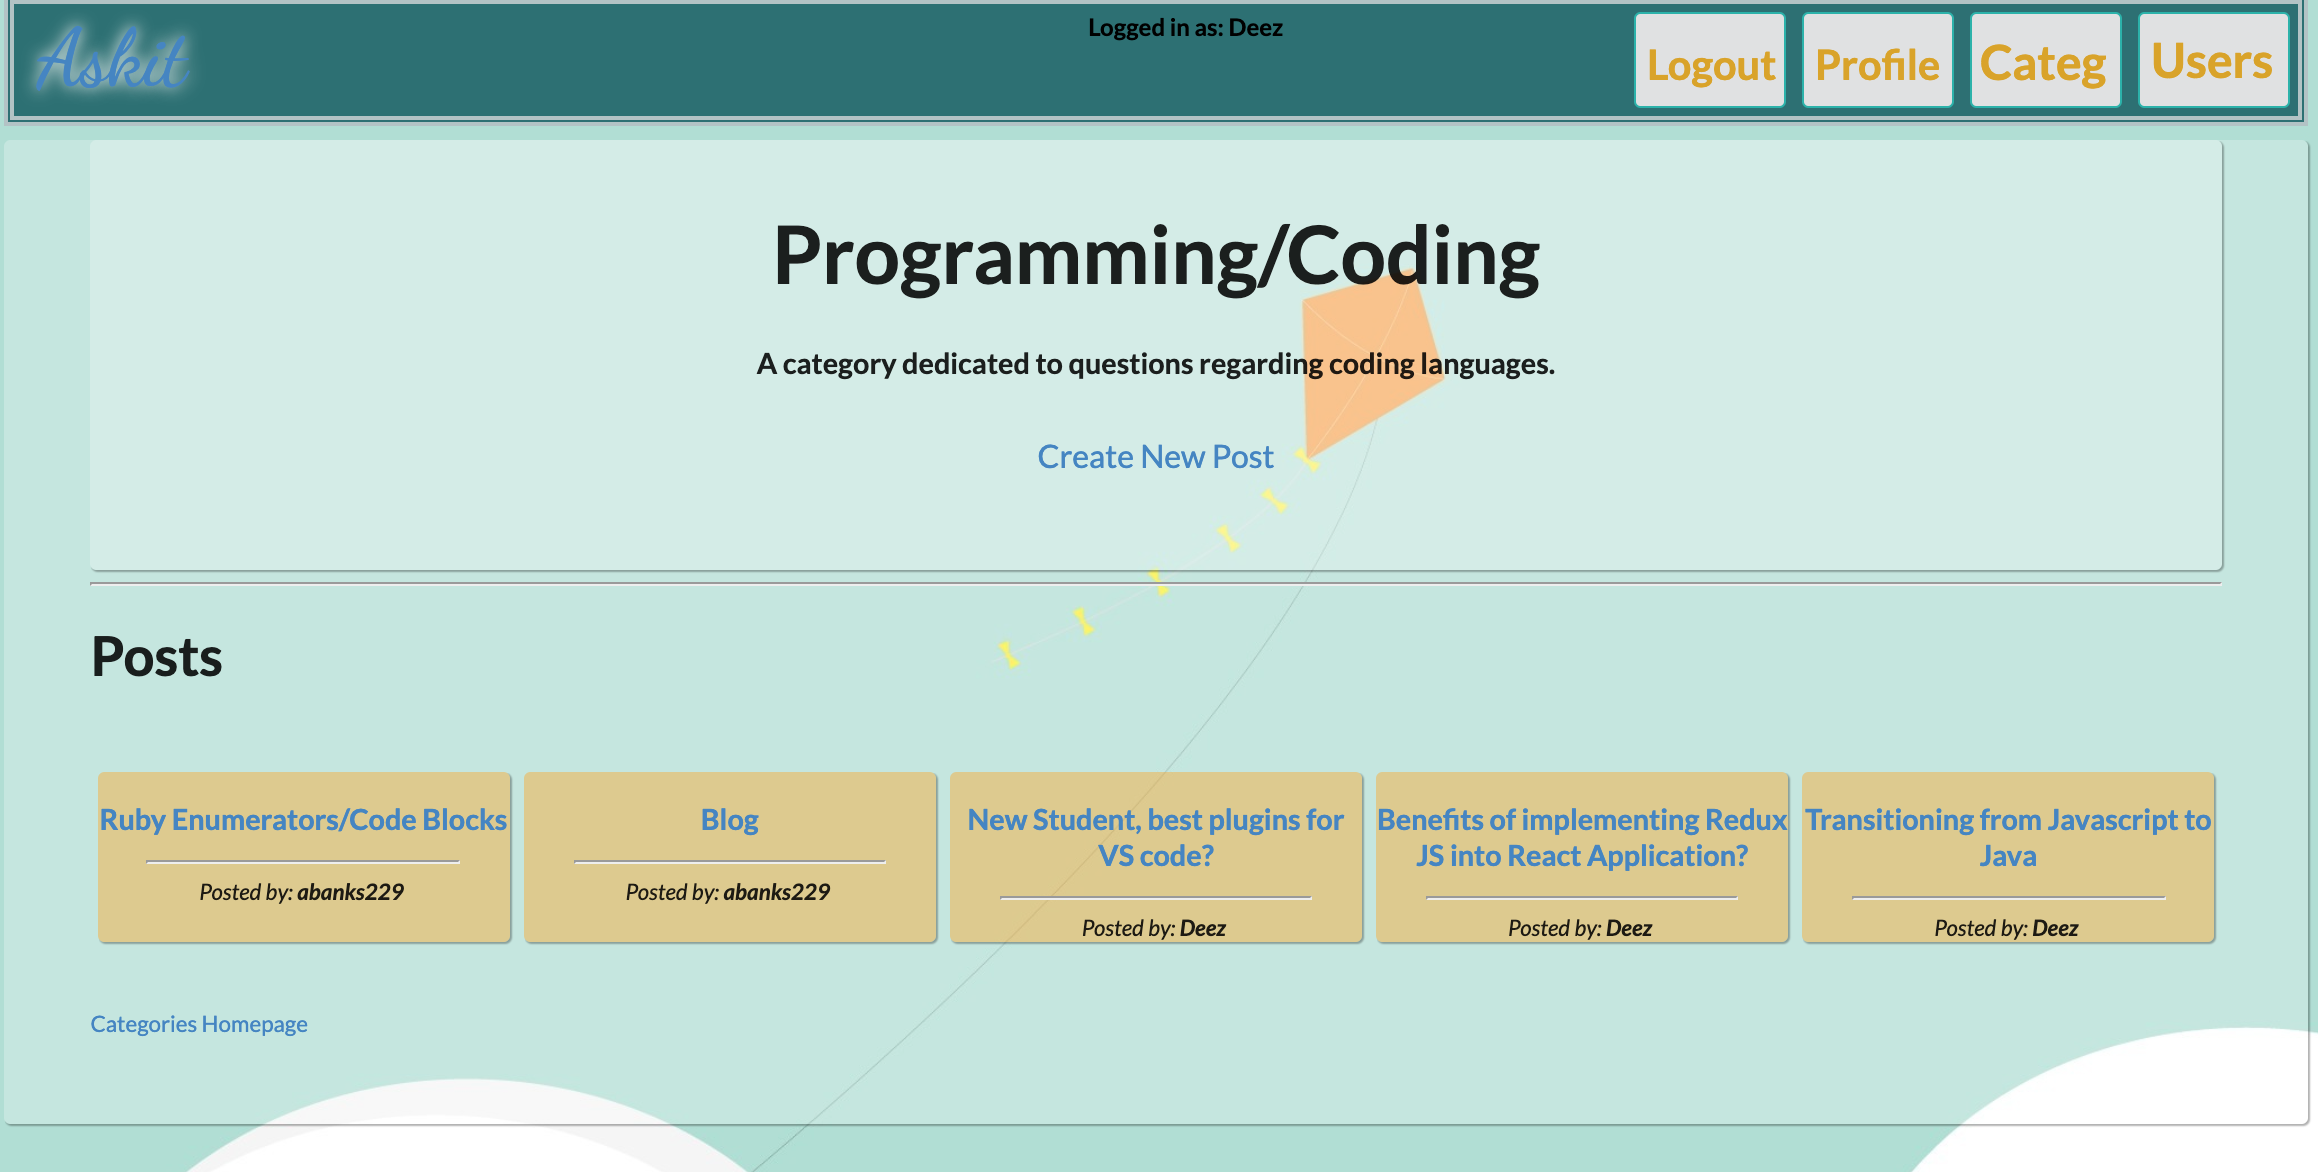 Askit
Logged in as: Deez
Logout
Profile
Categ
Users
Programming/Coding
A category dedicated to questions regarding coding languages.
Create New Post
Posts
Ruby Enumerators/Code Blocks
Posted by: abanks229
Blog
Posted by: abanks229
New Student, best plugins for
VS code?
Posted by: Deez
Benefits of implementing Redux
JS into React Application?
Posted by: Deez
Transitioning from Javascript to
Java
Posted by: Deez
Categories Homepage